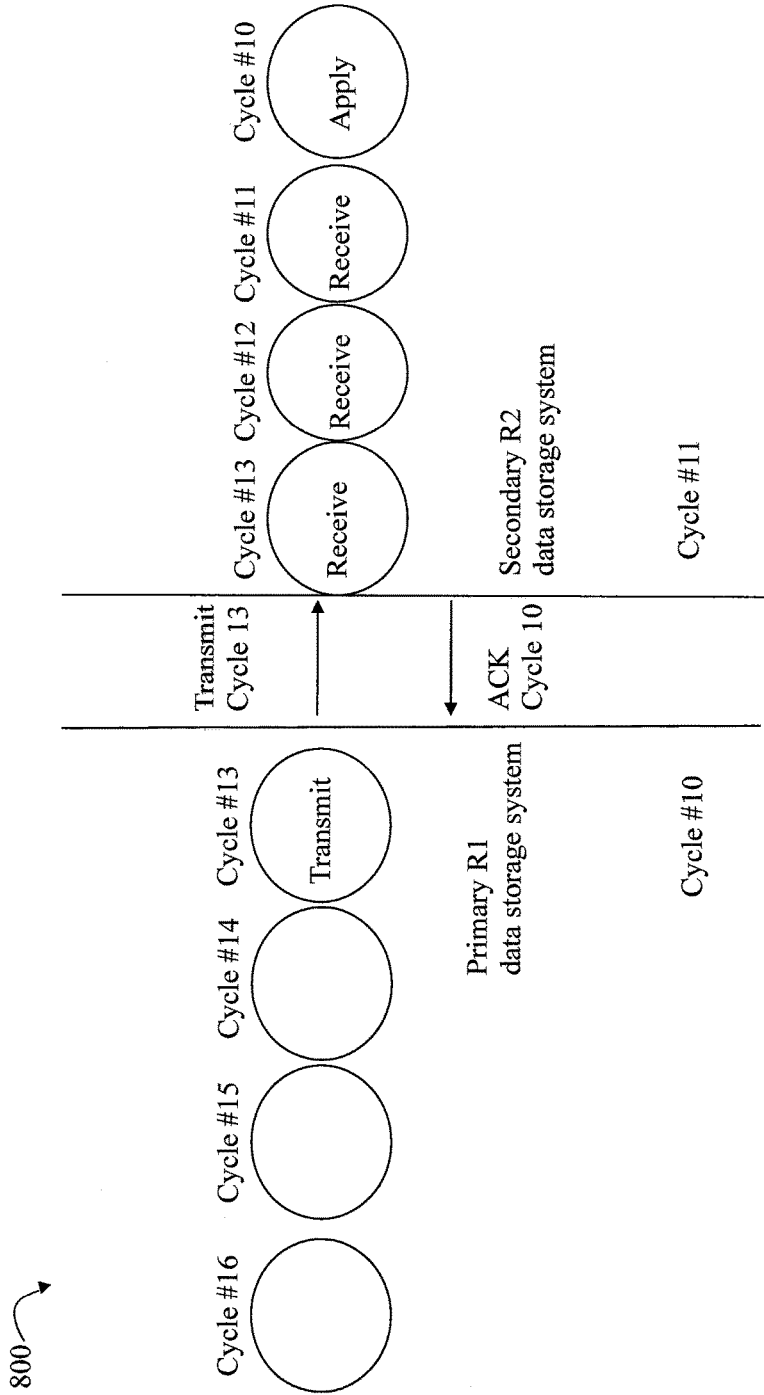 800
Cycle #16
Cycle #15
Cycle #14
Cycle #13
Transmit
Primary R1
data storage system
Cycle #10
Transmit
Cycle 13
ACK
Cycle 10
Cycle #13
Cycle #12
Cycle #11
Cycle #10
Receive
Receive
Receive
Apply
Secondary R2
data storage system
Cycle #11